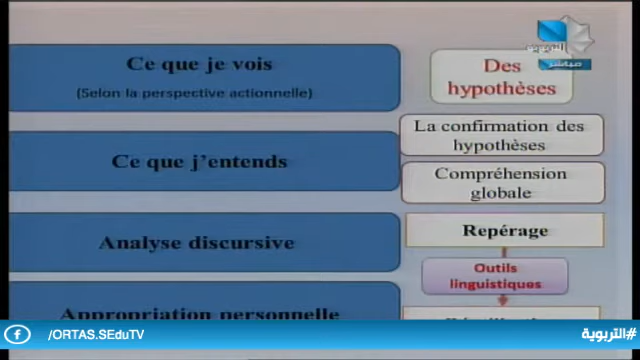 التربوية
مباشر
Ce que je vois
(Selon la perspective actionnelle)
Des
hypothèses
La confirmation des
hypothèses
Ce que j'entends
Compréhension
globale
Analyse discursive
Repérage
Outils
linguistiques
Appropriation personnelle
/ORTAS.SEduTV
#التربوية